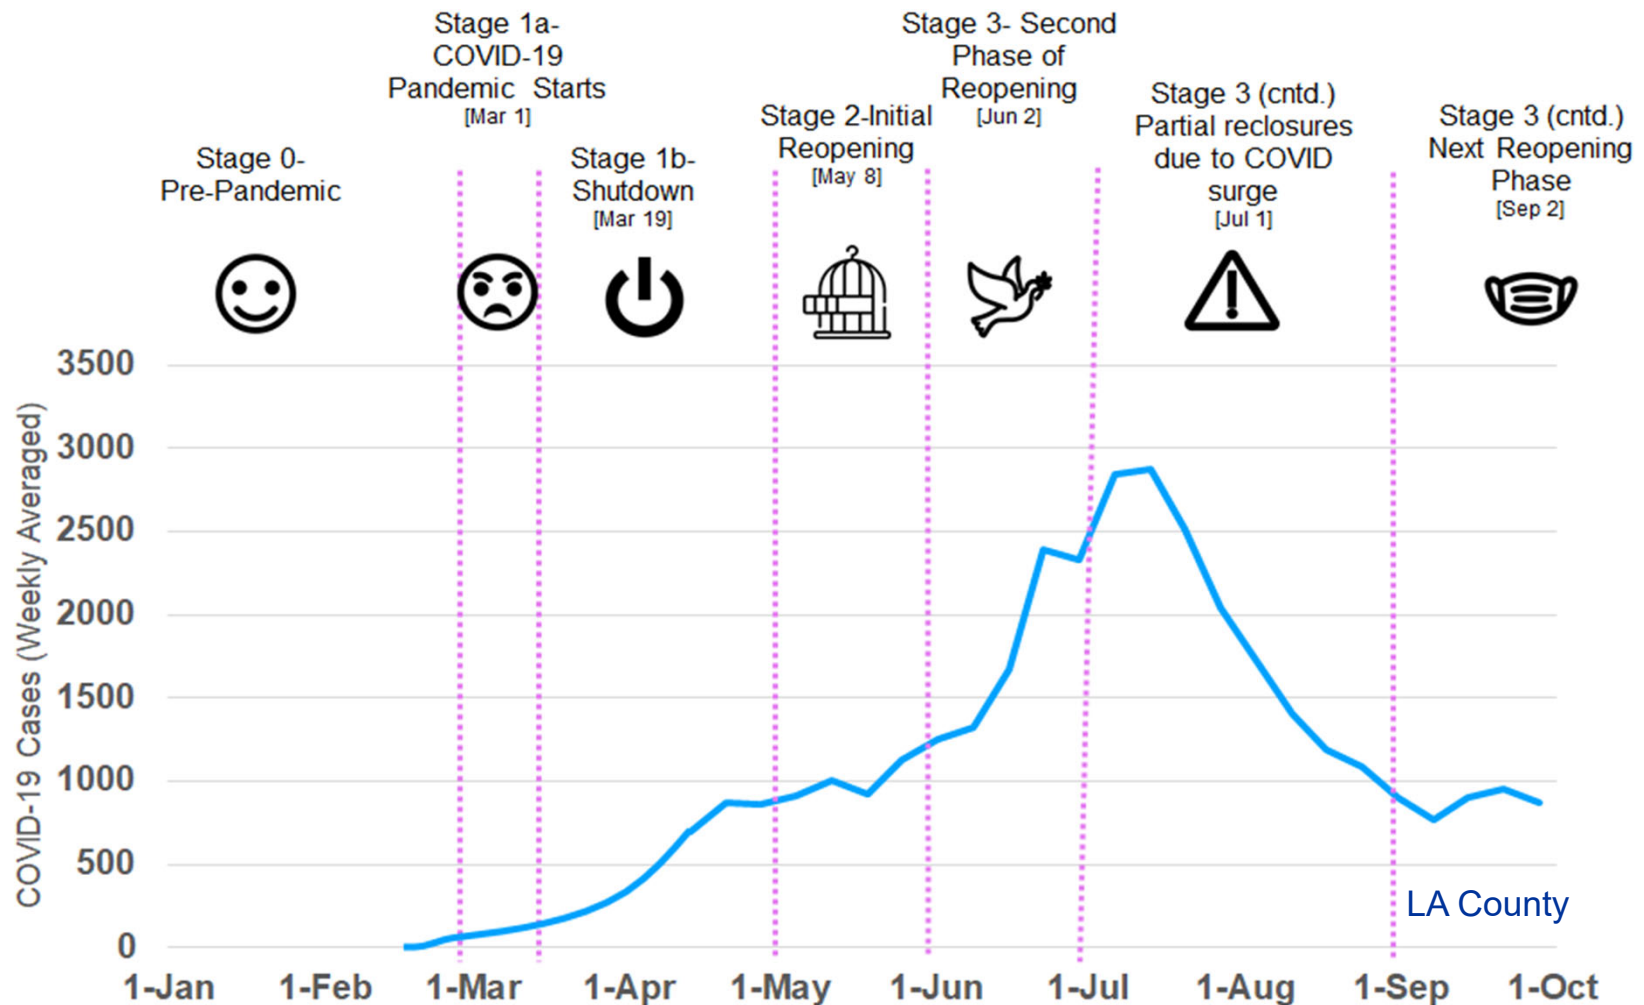 Stage 0-
Pre-Pandemic
Stage 1a-
COVID-19
Pandemic Starts
[Mar 1]
Stage 1b-
Shutdown
[Mar 19]
Stage 2-Initial
Reopening
[May 8]
Stage 3- Second
Phase of
Reopening
[Jun 2]
Stage 3 (cntd.)
Partial reclosures
due to COVID
surge
[Jul 1]
Stage 3 (cntd.)
Next Reopening
Phase
[Sep 2]
COVID-19 Cases (Weekly Averaged)
3500
3000
2500
2000
1500
1000
500
0
LA County
1-Jan 1-Feb 1-Mar 1-Apr 1-May 1-Jun 1-Jul 1-Aug 1-Sep 1-Oct